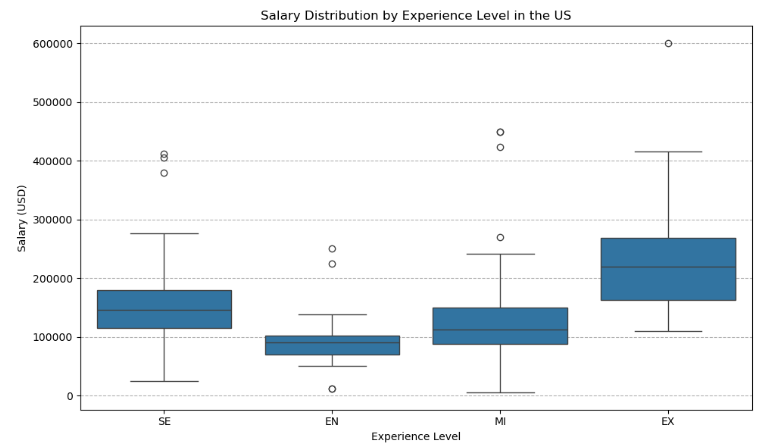 Salary Distribution by Experience Level in the US
600000
500000
400000
300000
200000
100000
0
Salary (USD)
SE EN MI EX
Experience Level